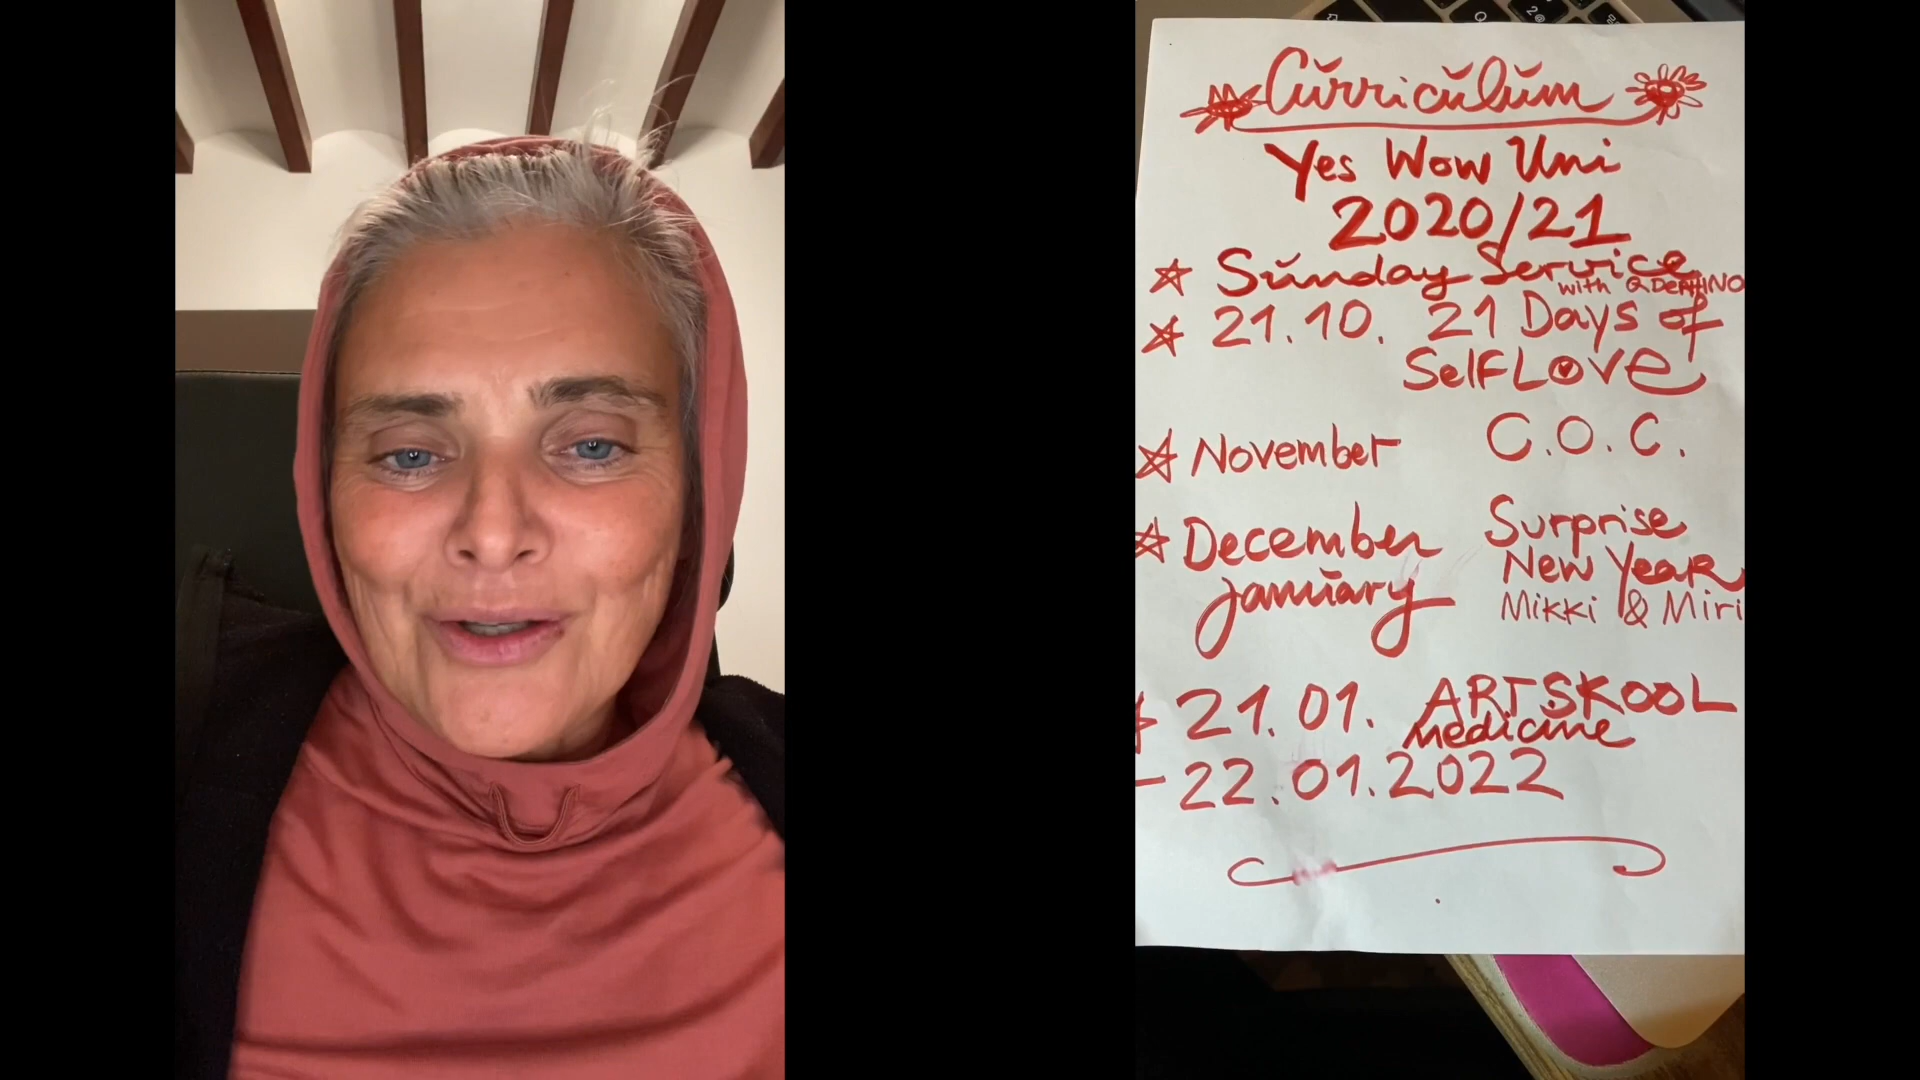 Curriculum
Yes Wow Uni
2020/21
Sunday Service
with
21.10. 21 Days of
SelfLove
November C.O.C.
December Surprise
January New Year
Mikki & Miri
21.01. ARTSKOOL
Medicine
- 22.01.2022